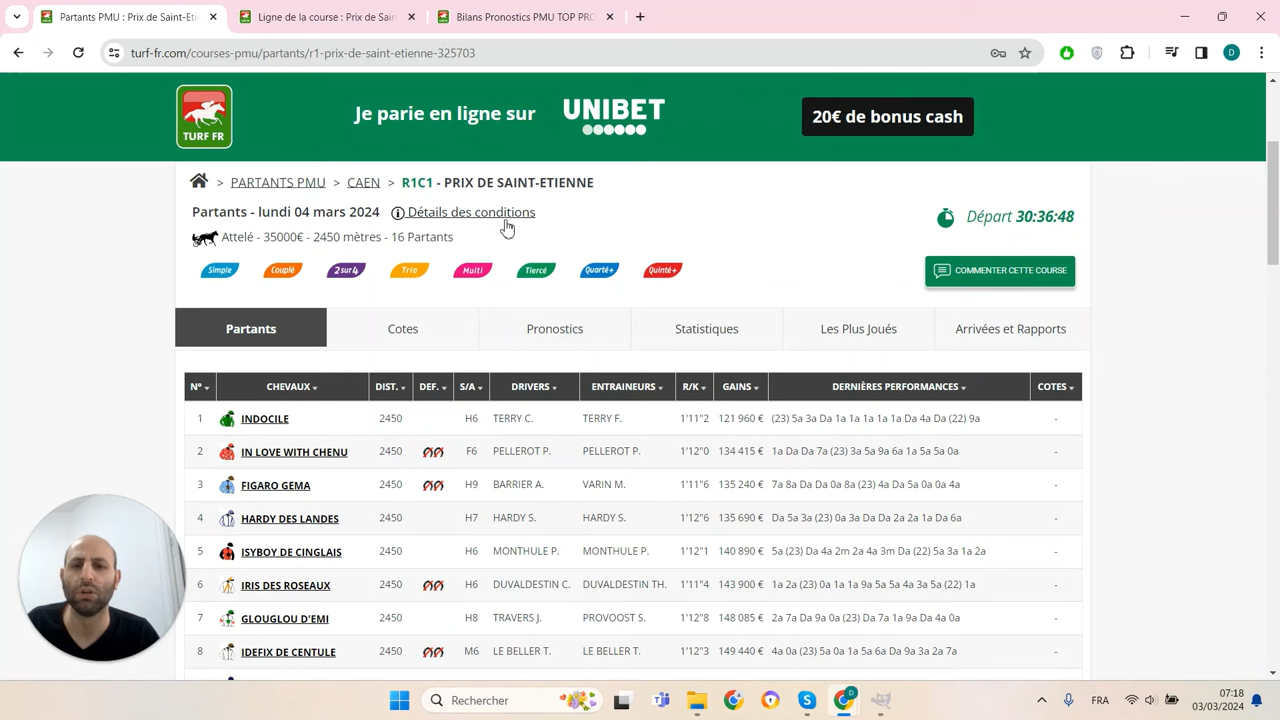 Partants PMU : Prix de Saint-Eti
Ligne de la course : Prix de Sain
Bilans Pronostics PMU TOP PRO
turf-fr.com/courses-pmu/partants/r1-prix-de-saint-etienne-325703
D
TURF FR
Je parie en ligne sur UNIBET
20€ de bonus cash
> PARTANTS PMU > CAEN > R1C1 - PRIX DE SAINT-ETIENNE
Partants - lundi 04 mars 2024 Détails des conditions
Départ 30:36:48
Attelé - 35000€ - 2450 mètres - 16 Partants
Simple Couplé 2 sur 4 Trio Multi Tiercé Quarté+ Quinté+
COMMENTER CETTE COURSE
Partants Cotes Pronostics Statistiques Les Plus Joués Arrivées et Rapports
N° CHEVAUX DIST. DEF. S/A DRIVERS ENTRAINEURS R/K GAINS DERNIÈRES PERFORMANCES COTES
1 INDOCILE 2450 H6 TERRY C. TERRY F. 1'11"2 121 960 € (23) 5a 3a Da 1a 1a 1a 1a 1a Da 4a Da (22) 9a -
2 IN LOVE WITH CHENU 2450 F6 PELLEROT P. PELLEROT P. 1'12"0 134 415 € 1a Da Da 7a (23) 3a 5a 9a 6a 1a 5a 5a 0a -
3 FIGARO GEMA 2450 H9 BARRIER A. VARIN M. 1'11"6 135 240 € 7a 8a Da Da 0a 8a (23) 4a Da 5a 0a 0a 4a -
4 HARDY DES LANDES 2450 H7 HARDY S. HARDY S. 1'12"6 135 690 € Da 5a 3a (23) 0a 3a Da Da 2a 2a 1a Da 6a -
5 ISYBOY DE CINGLAIS 2450 H6 MONTHULE P. MONTHULE P. 1'12"1 140 890 € 5a (23) Da 4a 2m 2a 4a 3m Da (22) 5a 3a 1a 2a -
6 IRIS DES ROSEAUX 2450 H6 DUVALDESTIN C. DUVALDESTIN TH. 1'11"4 143 900 € 1a 2a (23) 0a 1a 1a 9a 5a 5a 4a 3a 5a (22) 1a -
7 GLOUGLOU D'EMI 2450 H8 TRAVERS J. PROVOOST S. 1'12"8 148 085 € 2a 7a Da 9a 0a (23) Da 7a 1a 9a Da 4a 0a -
8 IDEFIX DE CENTULE 2450 M6 LE BELLER T. LE BELLER T. 1'12"3 149 440 € 4a 0a (23) 5a 0a 1a 5a 6a Da 9a 3a 2a 7a -
Rechercher
D
FRA
07:18
03/03/2024